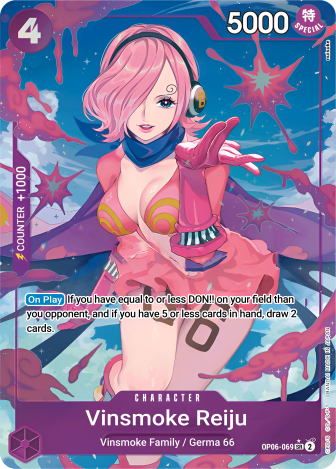 4
5000
特
SPECIAL
COUNTER +1000
On Play If you have equal to or less DON!! on your field than
you opponent, and if you have 5 or less cards in hand, draw 2
cards.
CHARACTER
Vinsmoke Reiju
Vinsmoke Family / Germa 66
OP06-069 2